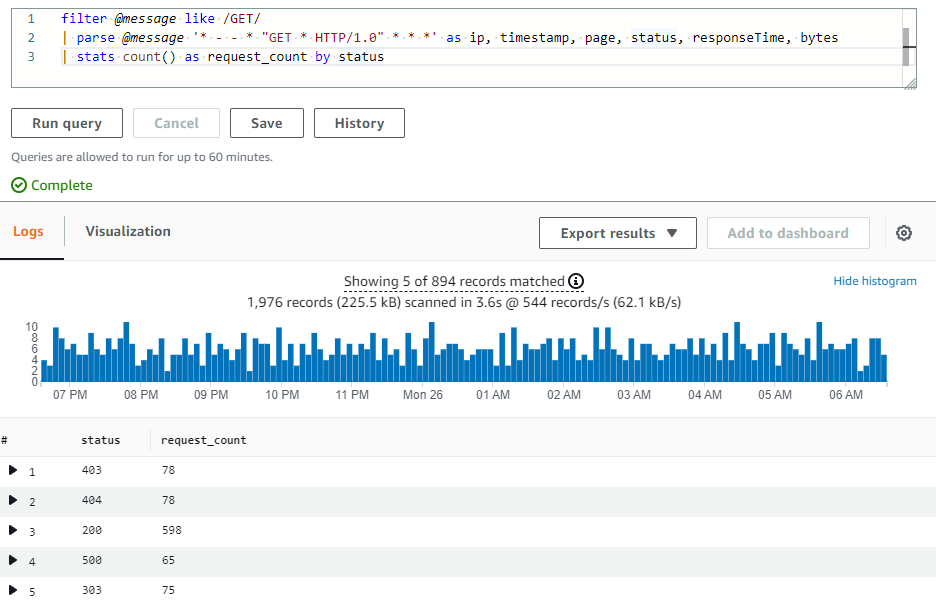 1 filter @message like /GET/
2 | parse @message '* - - * "GET * HTTP/1.0" * * *' as ip, timestamp, page, status, responseTime, bytes
3 | stats count() as request_count by status
Run query Cancel Save History
Queries are allowed to run for up to 60 minutes.
Complete
Logs Visualization Export results ▼ Add to dashboard
Showing 5 of 894 records matched
Hide histogram
1,976 records (225.5 kB) scanned in 3.6s @ 544 records/s (62.1 kB/s)
10
8
6
4
2
0
07 PM 08 PM 09 PM 10 PM 11 PM Mon 26 01 AM 02 AM 03 AM 04 AM 05 AM 06 AM
# status request_count
1 403 78
2 404 78
3 200 598
4 500 65
5 303 75